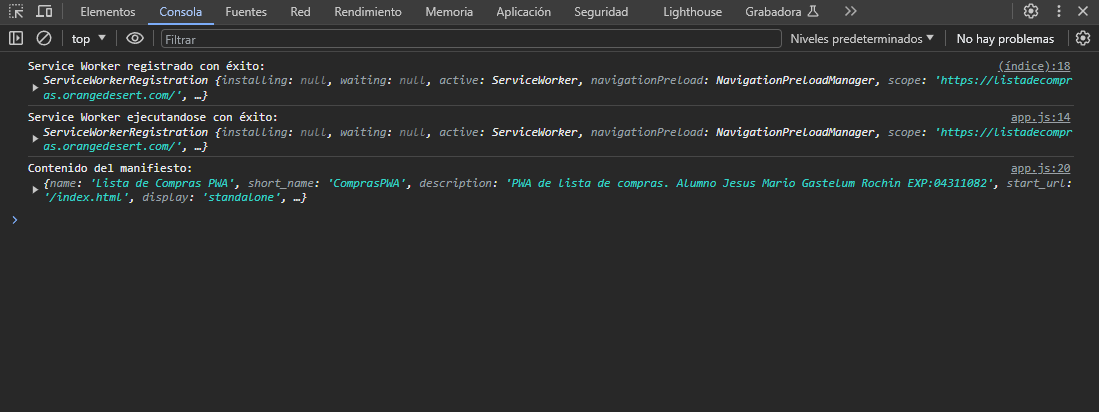 Elementos Consola Fuentes Red Rendimiento Memoria Aplicación Seguridad Lighthouse Grabadora
top Filtrar Niveles predeterminados No hay problemas
Service Worker registrado con éxito: (índice):18
ServiceWorkerRegistration {installing: null, waiting: null, active: ServiceWorker, navigationPreload: NavigationPreloadManager, scope: 'https://listadecompr
as.orangedesert.com/', …}
Service Worker ejecutandose con éxito: app.js:14
ServiceWorkerRegistration {installing: null, waiting: null, active: ServiceWorker, navigationPreload: NavigationPreloadManager, scope: 'https://listadecompr
as.orangedesert.com/', …}
Contenido del manifiesto: app.js:20
{name: 'Lista de Compras PWA', short_name: 'ComprasPWA', description: 'PWA de lista de compras. Alumno Jesus Mario Gastelum Rochin EXP:04311082', start_url:
'/index.html', display: 'standalone', …}